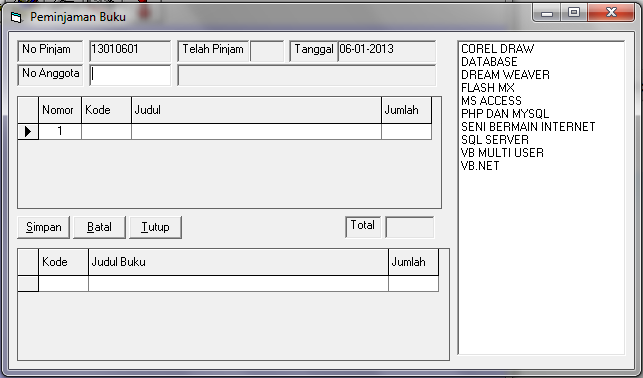 Peminjaman Buku
No Pinjam 13010601 Telah Pinjam Tanggal 06-01-2013
No Anggota
Nomor Kode Judul Jumlah
1
Simpan Batal Tutup Total
Kode Judul Buku Jumlah
COREL DRAW
DATABASE
DREAM WEAVER
FLASH MX
MS ACCESS
PHP DAN MYSQL
SENI BERMAIN INTERNET
SQL SERVER
VB MULTI USER
VB.NET